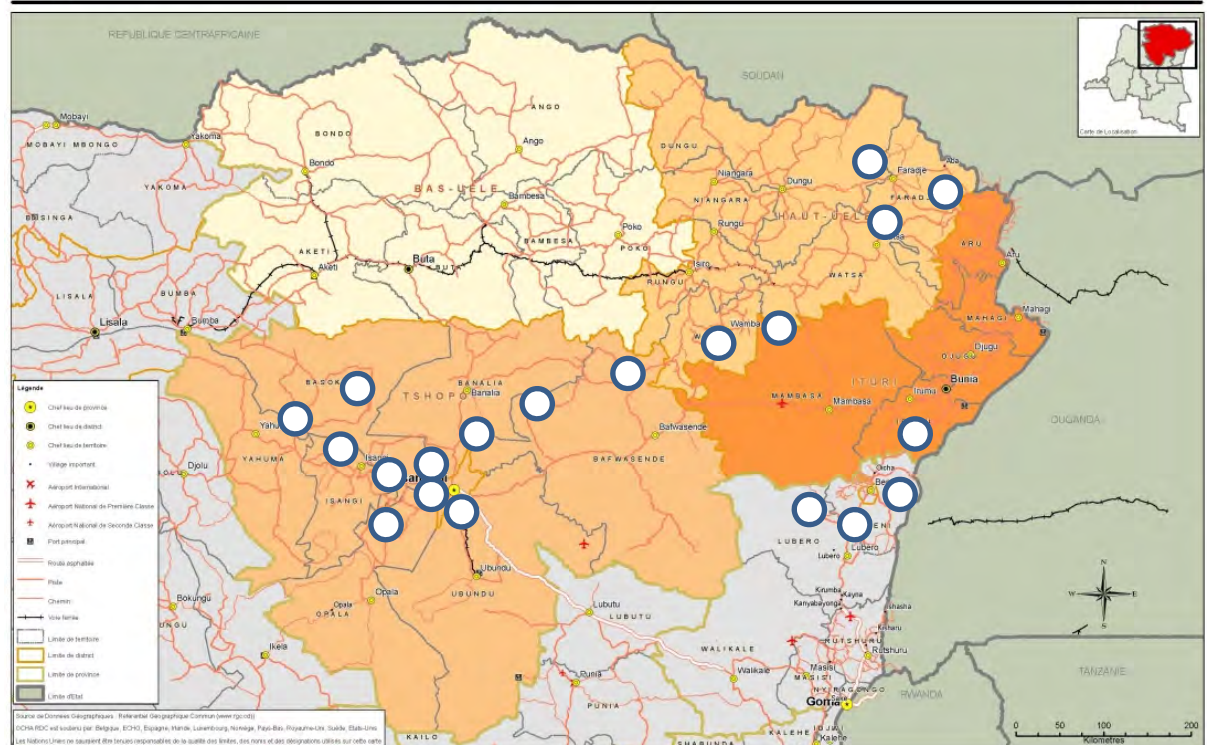 REPUBLIQUE CENTRAFRICAINE
SOUDAN
Carte de Localisation
Mobayi
MOBAYI MBONGO
Yakoma
YAKOMA
BONDO
Bondo
ANGO
Ango
DUNGU
Niangara
NIANGARA
Dungu
Faradje
Aba
BAS-UELE
HAUT-UELE
Bambesa
BAMBESA
Poko
POKO
Rungu
RUNGU
Isiro
WATSA
ARU
Aru
AKETI
Aketi
Buta
BUTA
LISALA
Lisala
BUMBA
Bumba
MAHAGI
Mahagi
Wamba
Djugu
DJUGU
ITURI
Bunia
Irumu
MAMBASA
Mambasa
OUGANDA
TSHOPO
BANALIA
Banalia
Bafwasende
BAFWASENDE
YAHUMA
Djolu
ISANGI
Oisha
LUBERO
Lubero
Ubundu
UBUNDU
Opala
Opala
OPALA
Bokungu
Ikela
Lubutu
LUBUTU
Kirumba
Kayna
Kanyabayonga
RUTSHURU
Rutshuru
WALIKALE
Walikale
Masisi
MASISI
NYIRAGONGO
Goma
Punia
PUNIA
KAILO
SHABUNDA
KALEHE
Kalehe
IDJWI
RWANDA
TANZANIE
Légende
Chef lieu de province
Chef lieu de district
Chef lieu de territoire
Village important
Aéroport International
Aéroport National de Première Classe
Aéroport National de Seconde Classe
Port principal
Route asphaltée
Piste
Chemin
Voie ferrée
Limite de territoire
Limite de district
Limite de province
Limite d'Etat
N
W
E
S
0 50 100 200
Kilomètres
Source de Données Géographiques : Référentiel Géographique Commun (www.rgc.cd)
OCHA RDC est soutenu par: Belgique, ECHO, Espagne, Irlande, Luxembourg, Norvège, Pays-Bas, Royaume-Uni, Suède, Etats-Unis
Les Nations Unies ne sauraient être tenues responsables de la qualité des limites, des noms et des désignations utilisés sur cette carte